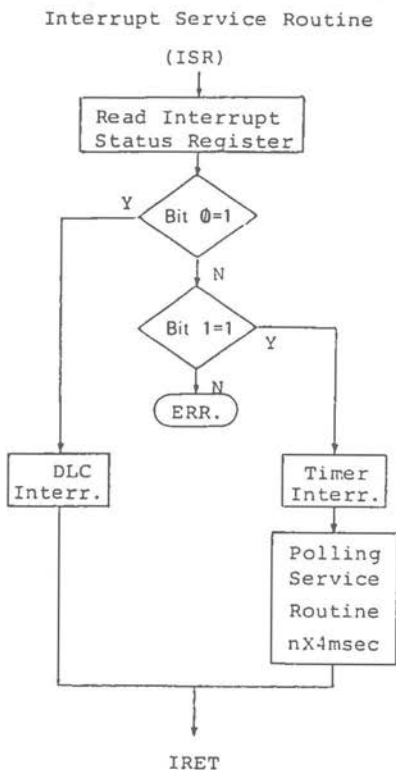 Interrupt Service Routine
(ISR)
Read Interrupt
Status Register
Y
Bit 0=1
N
Bit 1=1
Y
N
ERR.
DLC
Interr.
Timer
Interr.
Polling
Service
Routine
nX4msec
IRET